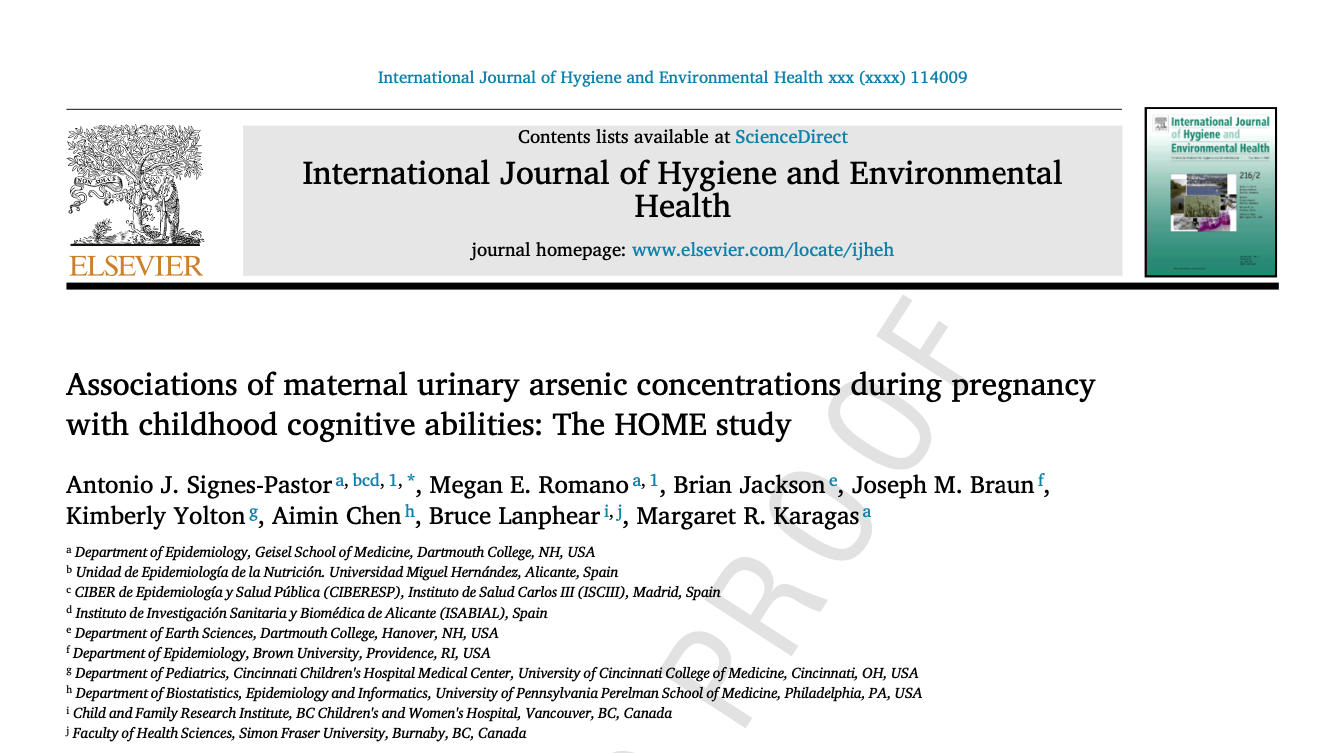 International Journal of Hygiene and Environmental Health xxx (xxxx) 114009
Contents lists available at ScienceDirect
International Journal of Hygiene and Environmental
Health
journal homepage: www.elsevier.com/locate/ijheh
ELSEVIER
International Journal
of Hygiene and
Environmental Health
216/2
Associations of maternal urinary arsenic concentrations during pregnancy
with childhood cognitive abilities: The HOME study
Antonio J. Signes-Pastor a, bcd, 1, *, Megan E. Romano a, 1, Brian Jackson e, Joseph M. Braun f,
Kimberly Yolton g, Aimin Chen h, Bruce Lanphear i, j, Margaret R. Karagas a
a Department of Epidemiology, Geisel School of Medicine, Dartmouth College, NH, USA
b Unidad de Epidemiología de la Nutrición. Universidad Miguel Hernández, Alicante, Spain
c CIBER de Epidemiología y Salud Pública (CIBERESP), Instituto de Salud Carlos III (ISCIII), Madrid, Spain
d Instituto de Investigación Sanitaria y Biomédica de Alicante (ISABIAL), Spain
e Department of Earth Sciences, Dartmouth College, Hanover, NH, USA
f Department of Epidemiology, Brown University, Providence, RI, USA
g Department of Pediatrics, Cincinnati Children's Hospital Medical Center, University of Cincinnati College of Medicine, Cincinnati, OH, USA
h Department of Biostatistics, Epidemiology and Informatics, University of Pennsylvania Perelman School of Medicine, Philadelphia, PA, USA
i Child and Family Research Institute, BC Children's and Women's Hospital, Vancouver, BC, Canada
j Faculty of Health Sciences, Simon Fraser University, Burnaby, BC, Canada
PROOF